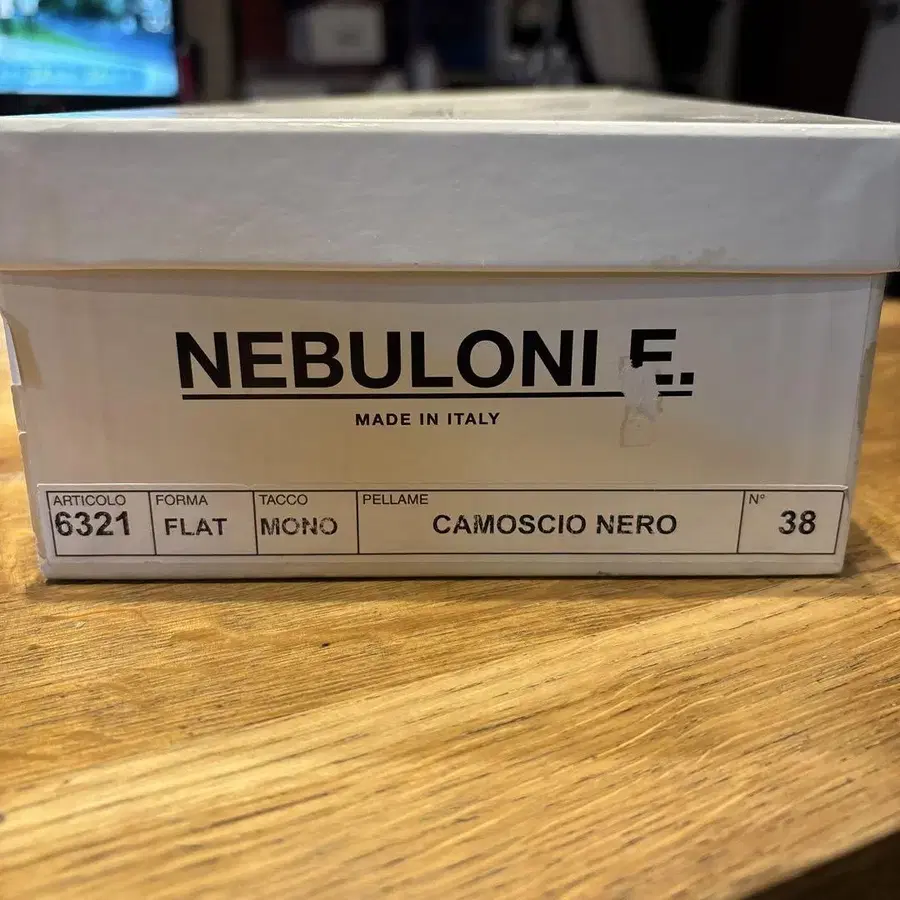 NEBULONI E.
MADE IN ITALY
ARTICOLO FORMA TACCO PELLAME N°
6321 FLAT MONO CAMOSCIO NERO 38